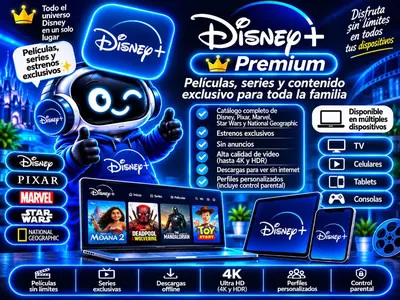 Todo el
universo
Disney
en un solo
lugar
Películas,
series y
estrenos
exclusivos
Disney+
Disney+
Disney+
Premium
Películas, series y contenido
exclusivo para toda la familia
Disfruta
sin límites
en todos
tus dispositivos
Catálogo completo de
Disney, Pixar, Marvel,
Star Wars y National Geographic
Estrenos exclusivos
Sin anuncios
Alta calidad de video
(hasta 4K y HDR)
Descargas para ver sin internet
Perfiles personalizados
(incluye control parental)
Disponible
en múltiples
dispositivos
TV
Celulares
Tablets
Consolas
Disney
PIXAR
MARVEL
STAR
WARS
NATIONAL
GEOGRAPHIC
Disney+
Inicio
Series
Películas
MOANA 2
DEADPOOL
WOLVERINE
MANDALORIAN
TOY
STORY
Disney+
Disney+
Películas
sin límites
Series
exclusivas
Descargas
offline
4K
Ultra HD
(4K y HDR)
Perfiles
personalizados
Control
parental